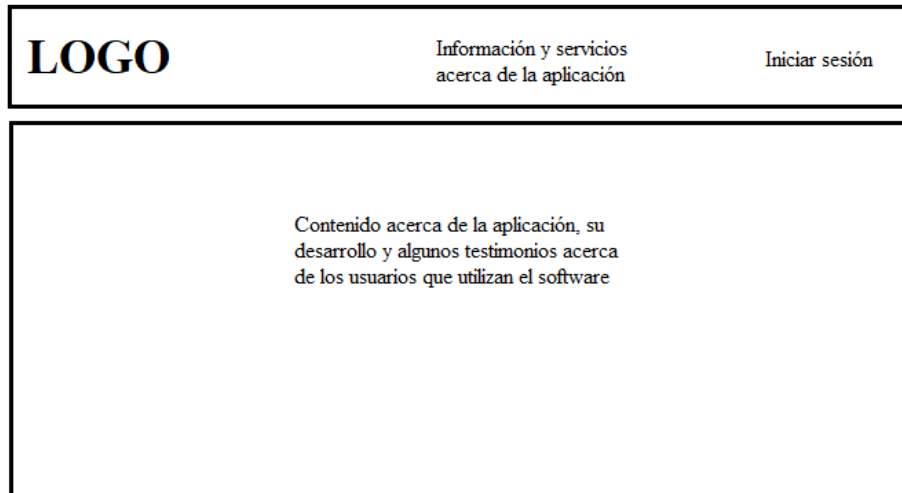 LOGO
Información y servicios
acerca de la aplicación
Iniciar sesión
Contenido acerca de la aplicación, su
desarrollo y algunos testimonios acerca
de los usuarios que utilizan el software